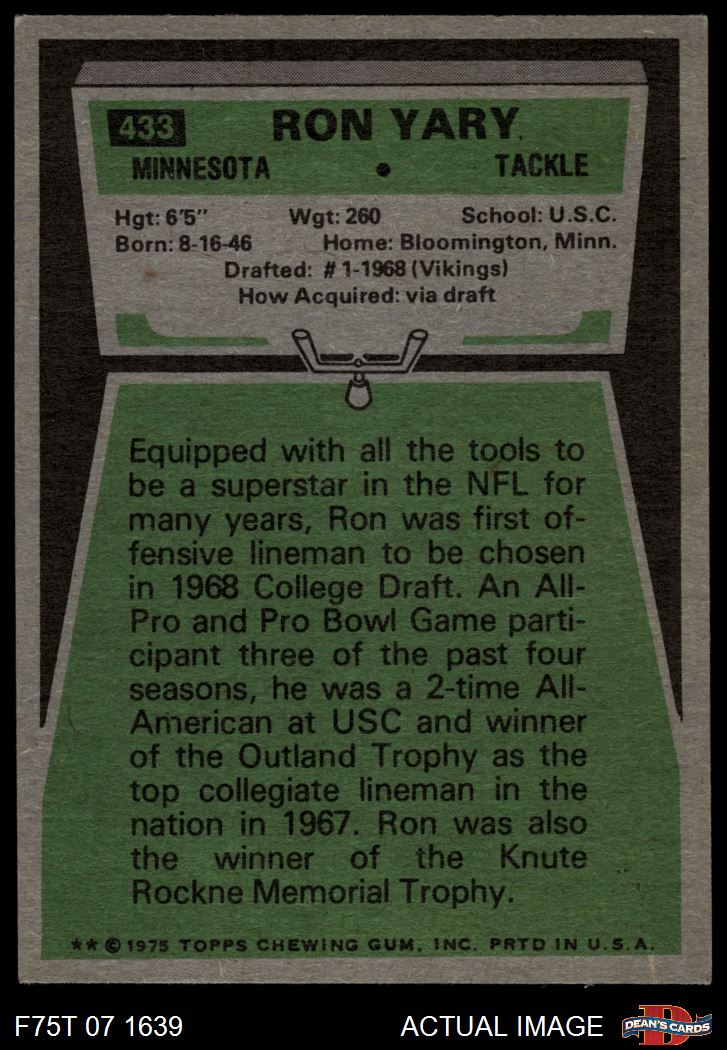 433 RON YARY
MINNESOTA • TACKLE
Hgt: 6'5" Wgt: 260 School: U.S.C.
Born: 8-16-46 Home: Bloomington, Minn.
Drafted: #1-1968 (Vikings)
How Acquired: via draft
Equipped with all the tools to
be a superstar in the NFL for
many years, Ron was first of-
fensive lineman to be chosen
in 1968 College Draft. An All-
Pro and Pro Bowl Game parti-
cipant three of the past four
seasons, he was a 2-time All-
American at USC and winner
of the Outland Trophy as the
top collegiate lineman in the
nation in 1967. Ron was also
the winner of the Knute
Rockne Memorial Trophy.
** © 1975 TOPPS CHEWING GUM, INC. PRTD IN U.S.A.
F75T 07 1639 ACTUAL IMAGE D DEAN'S CARDS